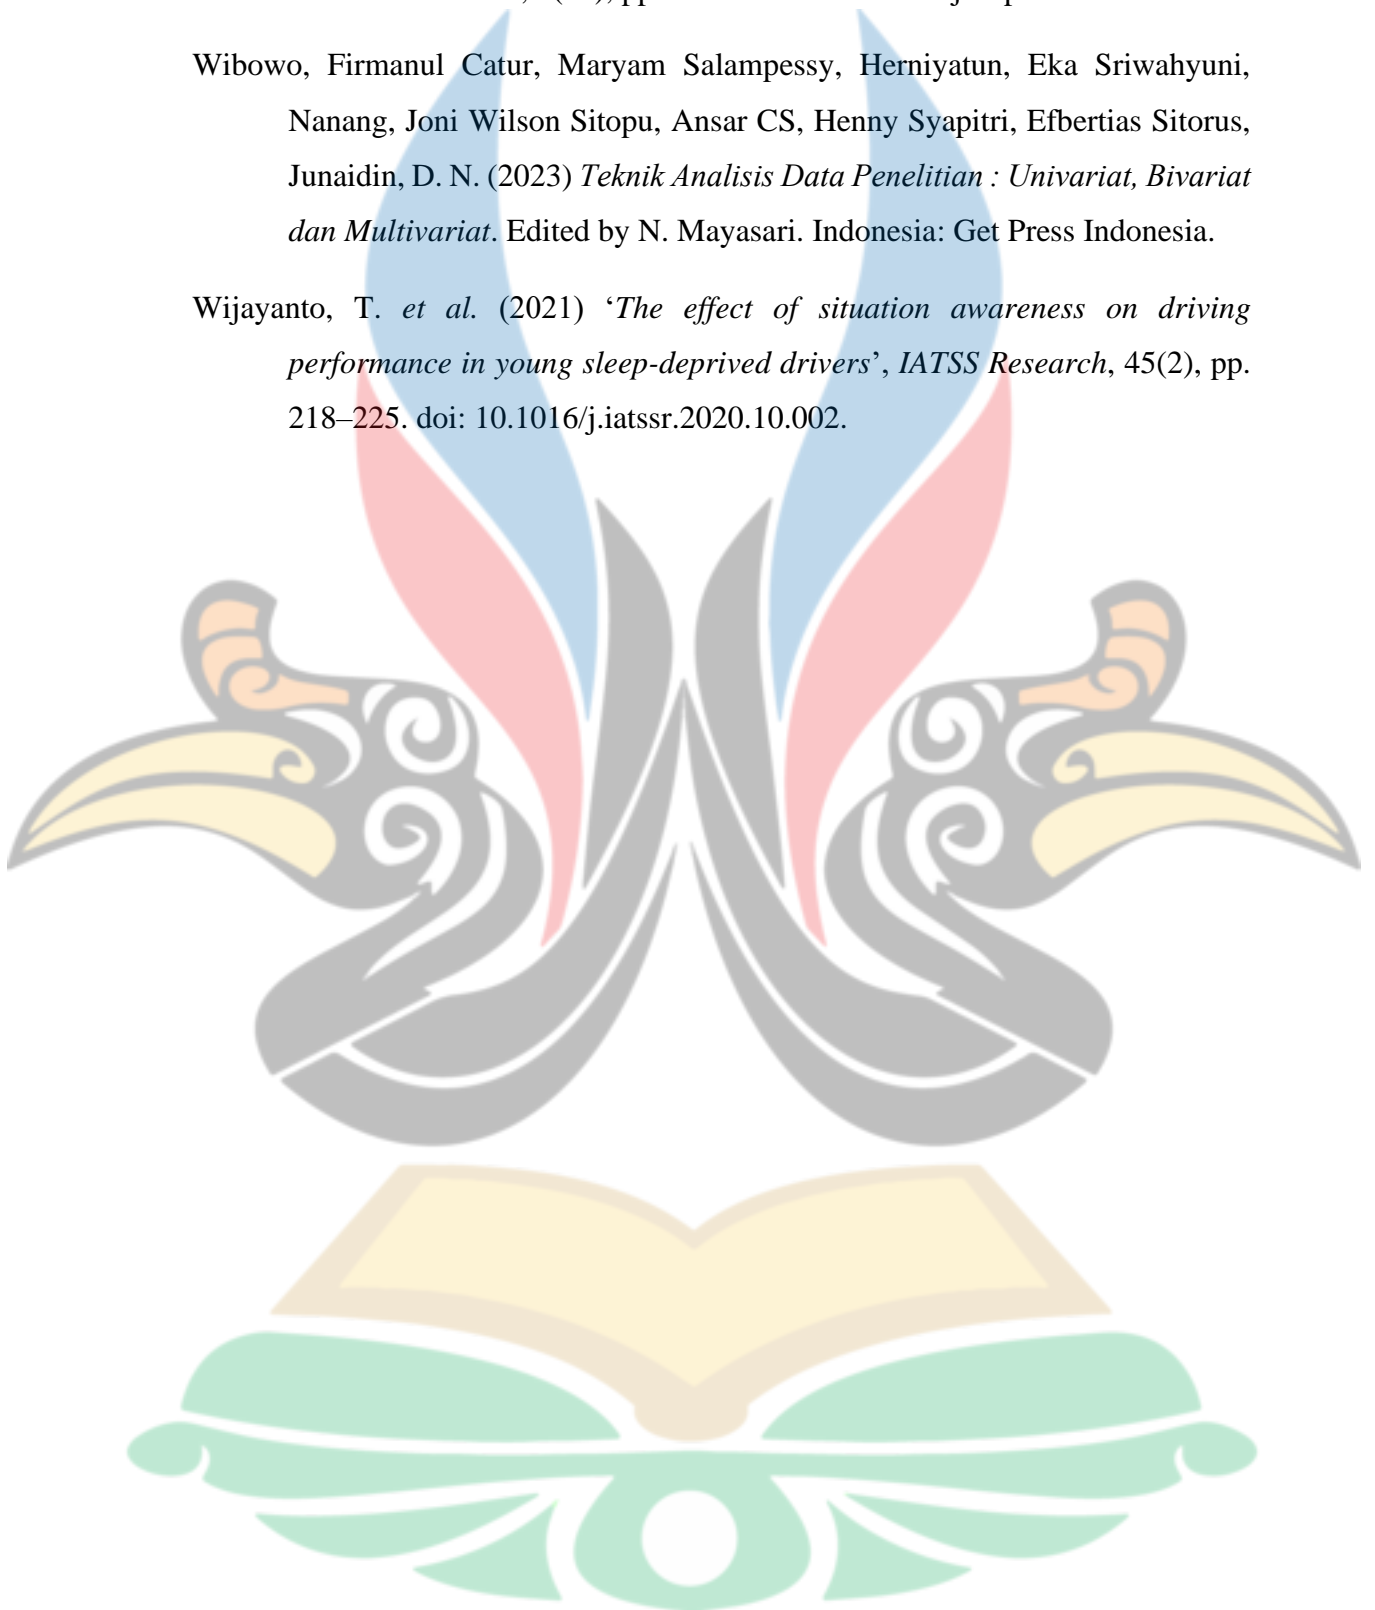 Wibowo, Firmanul Catur, Maryam Salampessy, Herniyatun, Eka Sriwahyuni,
Nanang, Joni Wilson Sitopu, Ansar CS, Henny Syapitri, Efbertias Sitorus,
Junaidin, D. N. (2023) Teknik Analisis Data Penelitian : Univariat, Bivariat
dan Multivariat. Edited by N. Mayasari. Indonesia: Get Press Indonesia.
Wijayanto, T. et al. (2021) ‘The effect of situation awareness on driving
performance in young sleep-deprived drivers’, IATSS Research, 45(2), pp.
218–225. doi: 10.1016/j.iatssr.2020.10.002.